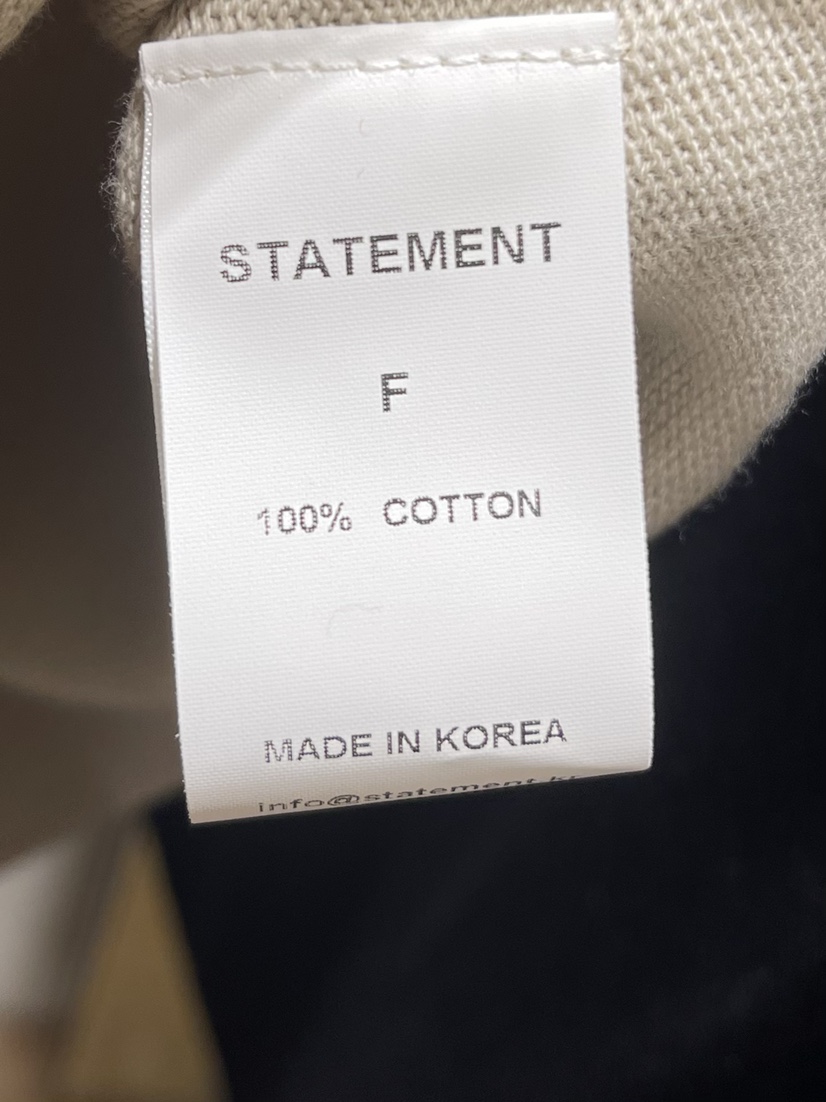 STATEMENT
F
100% COTTON
MADE IN KOREA